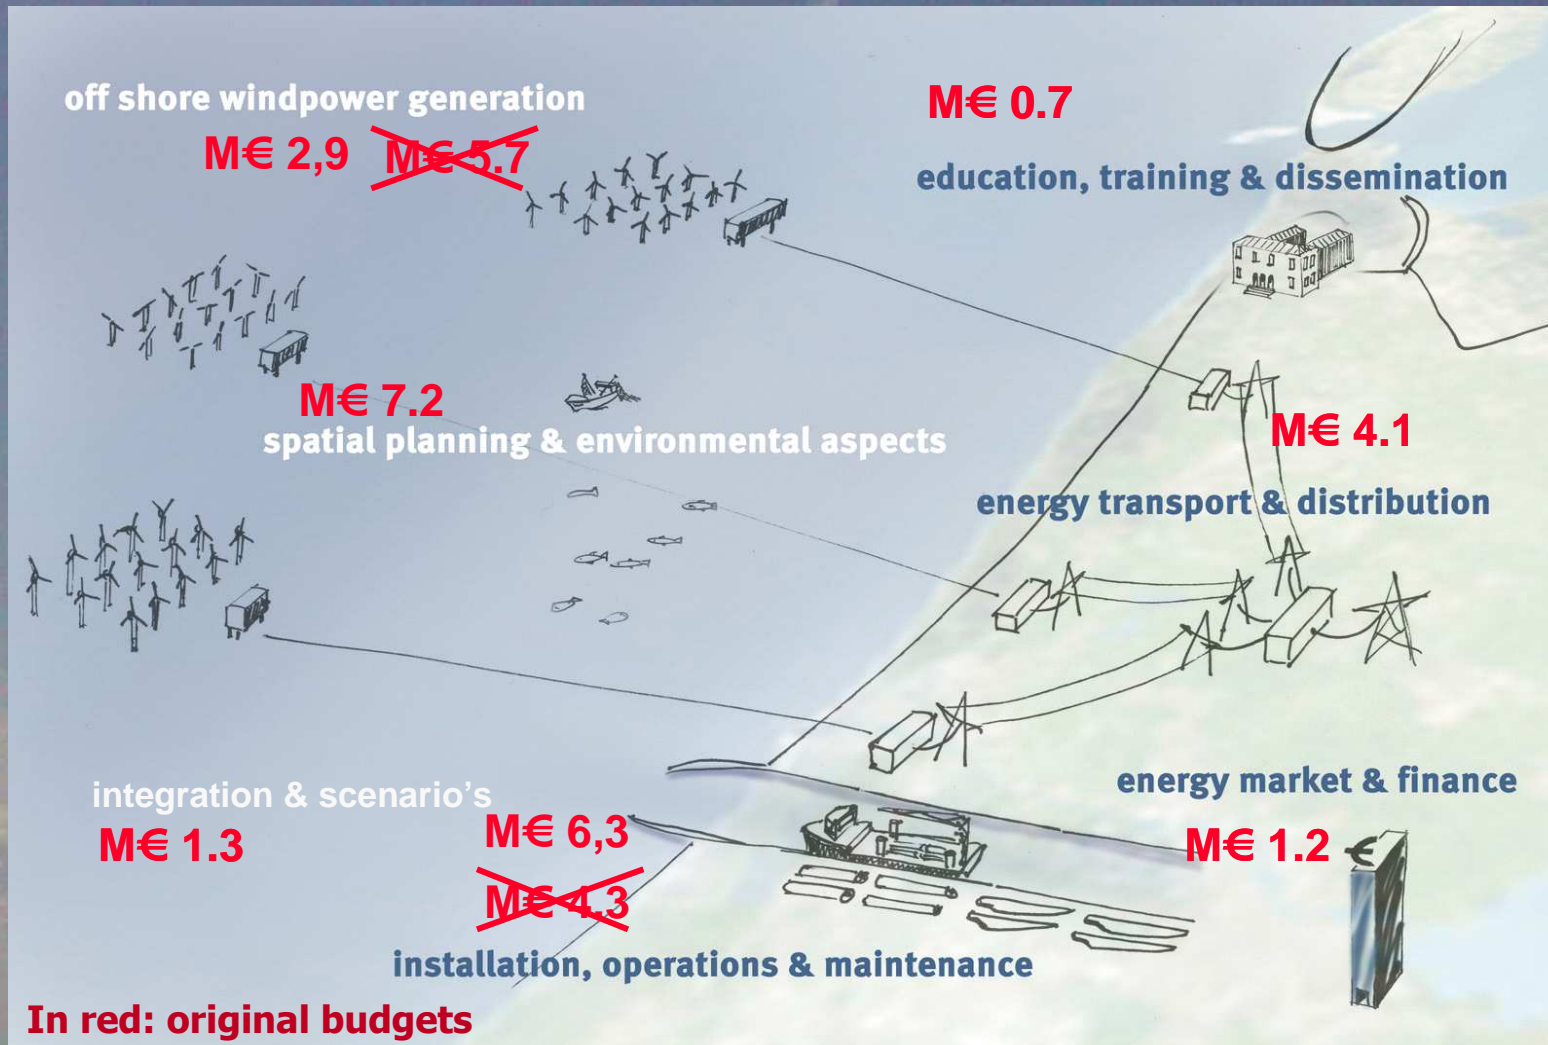 off shore windpower generation
M€ 2,9 M€ 5.7
M€ 0.7
education, training & dissemination
M€ 7.2
spatial planning & environmental aspects
M€ 4.1
energy transport & distribution
integration & scenario's
M€ 1.3
M€ 6,3
M€ 4.3
installation, operations & maintenance
energy market & finance
M€ 1.2 €
In red: original budgets